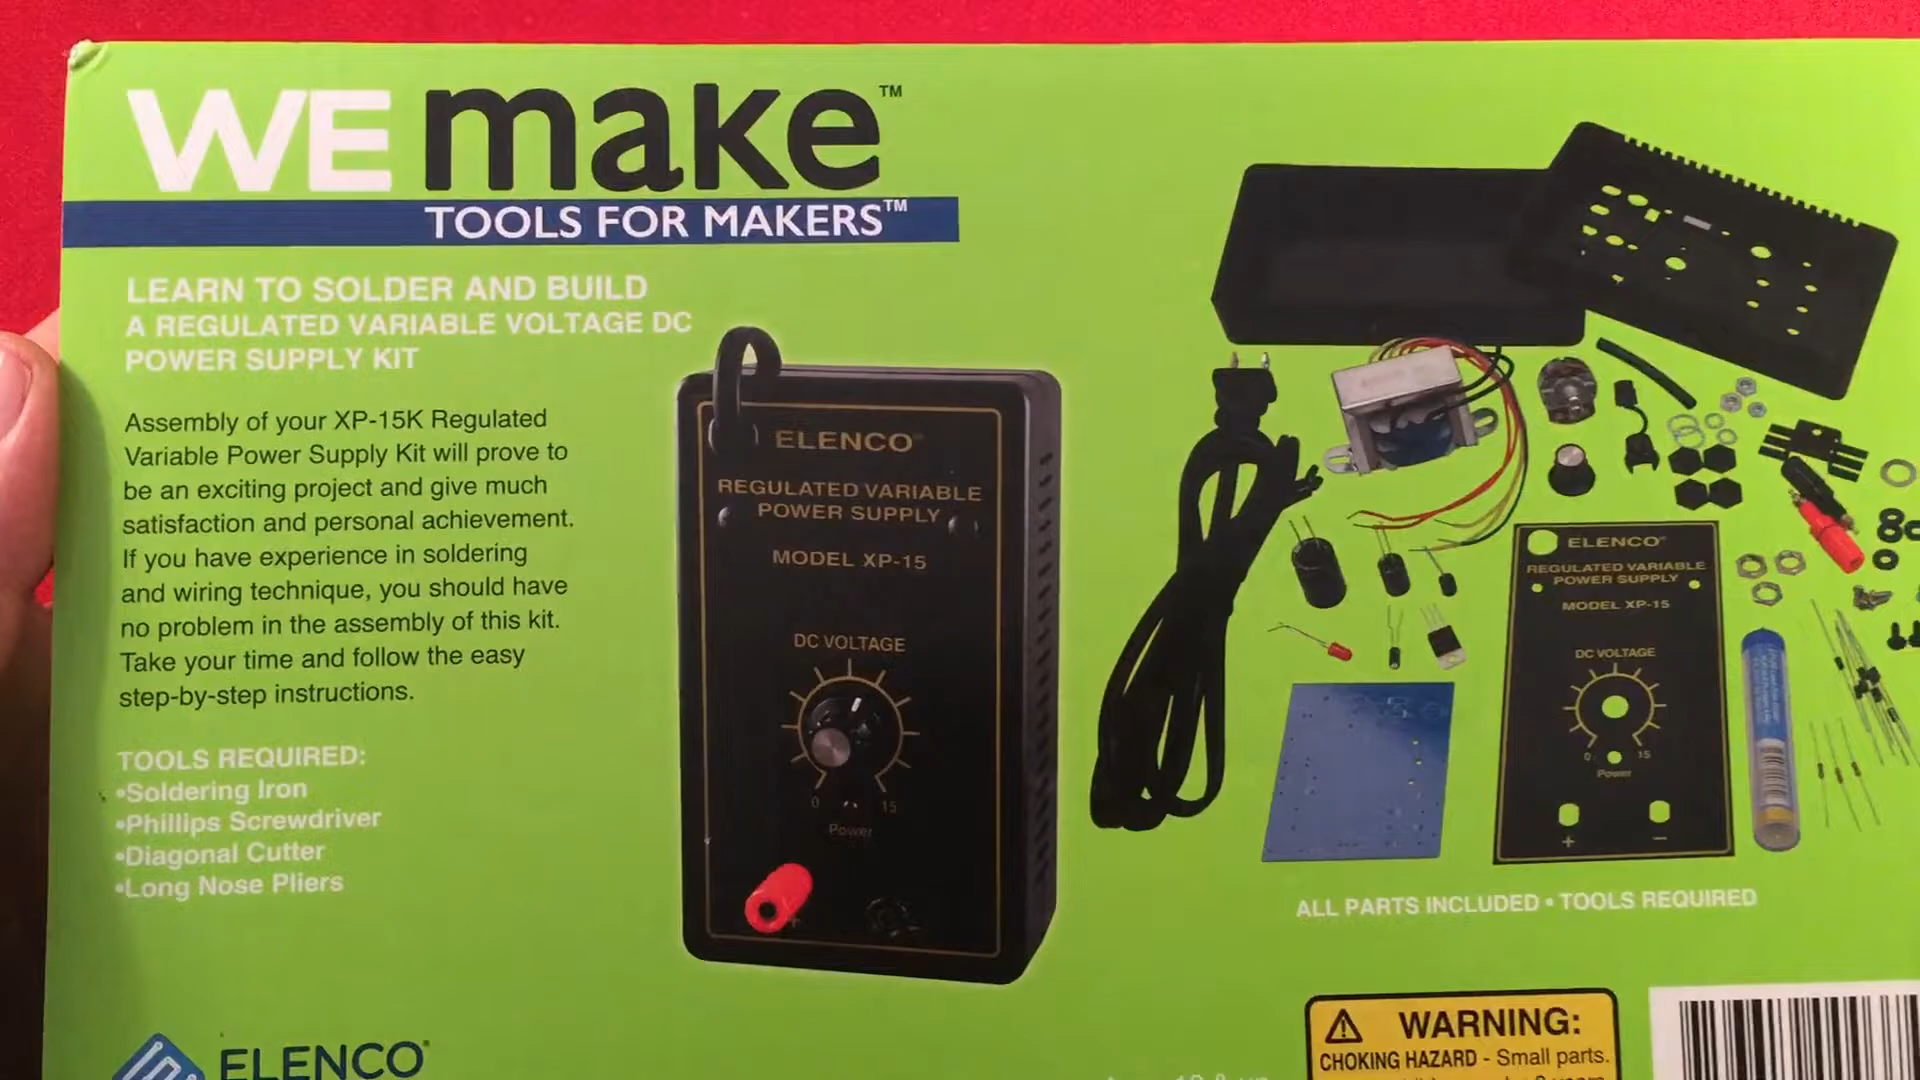 WE make™
TOOLS FOR MAKERS™
LEARN TO SOLDER AND BUILD
A REGULATED VARIABLE VOLTAGE DC
POWER SUPPLY KIT
Assembly of your XP-15K Regulated
Variable Power Supply Kit will prove to
be an exciting project and give much
satisfaction and personal achievement.
If you have experience in soldering
and wiring technique, you should have
no problem in the assembly of this kit.
Take your time and follow the easy
step-by-step instructions.
TOOLS REQUIRED:
•Soldering Iron
•Phillips Screwdriver
•Diagonal Cutter
•Long Nose Pliers
ELENCO®
ELENCO®
REGULATED VARIABLE
POWER SUPPLY
MODEL XP-15
DC VOLTAGE
0 15
Power
+
ELENCO®
REGULATED VARIABLE
POWER SUPPLY
MODEL XP-15
DC VOLTAGE
0 15
Power
+ −
ALL PARTS INCLUDED • TOOLS REQUIRED
WARNING:
CHOKING HAZARD - Small parts.